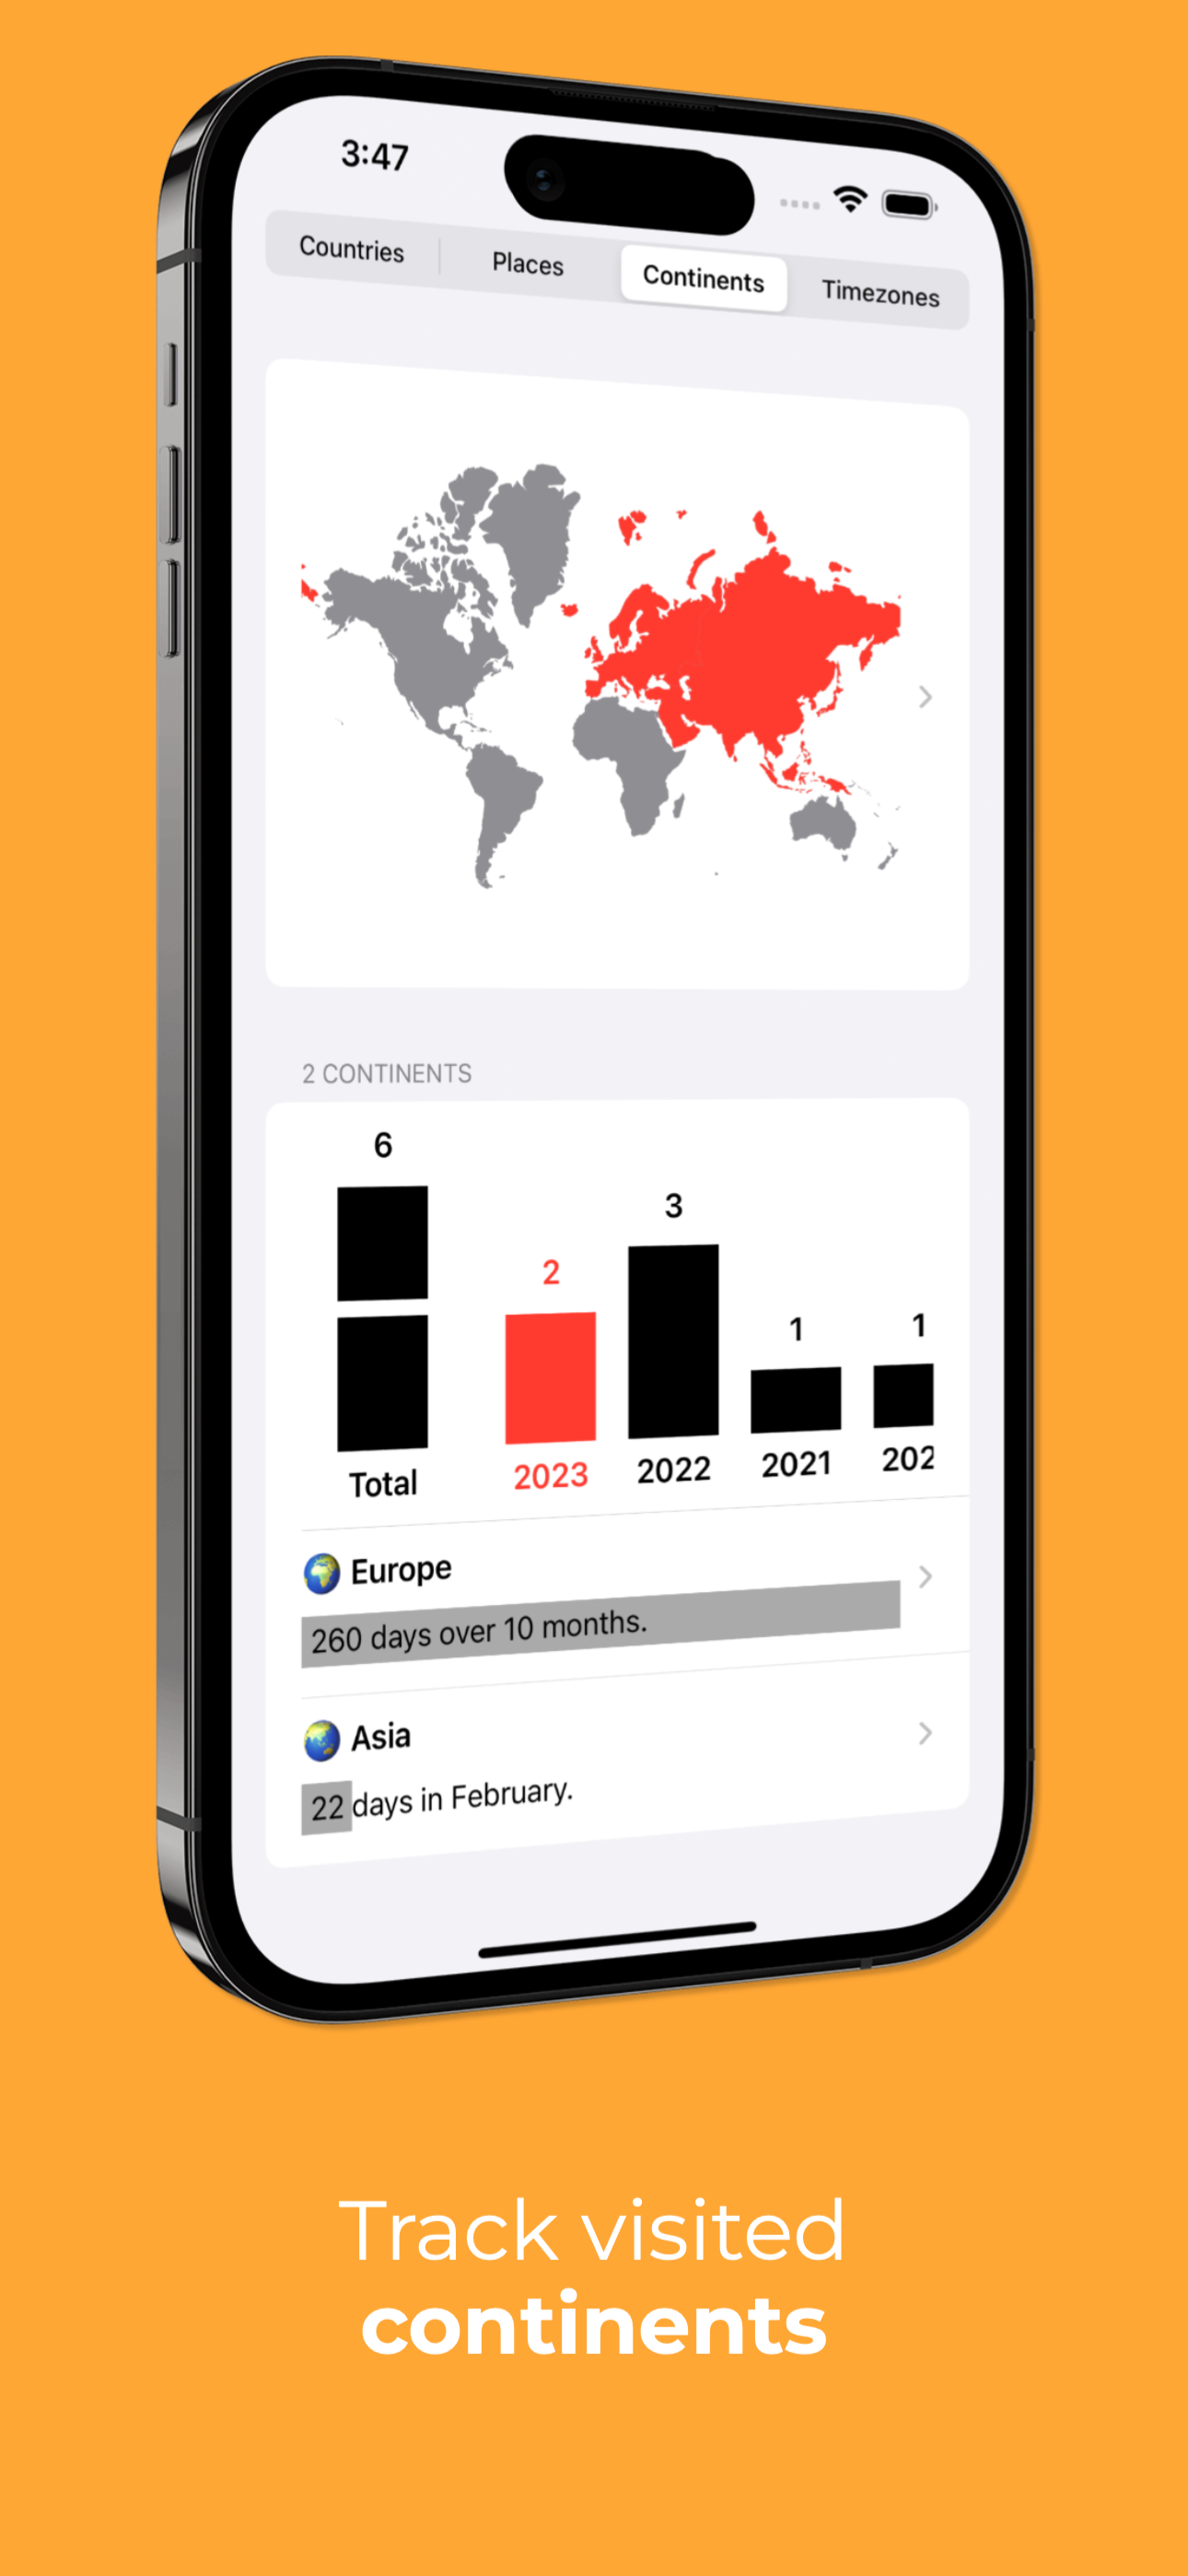 3:47
Countries Places Continents Timezones
2 CONTINENTS
6
3
2
1
1
Total 2023 2022 2021 202
Europe
260 days over 10 months.
Asia
22 days in February.
Track visited
continents